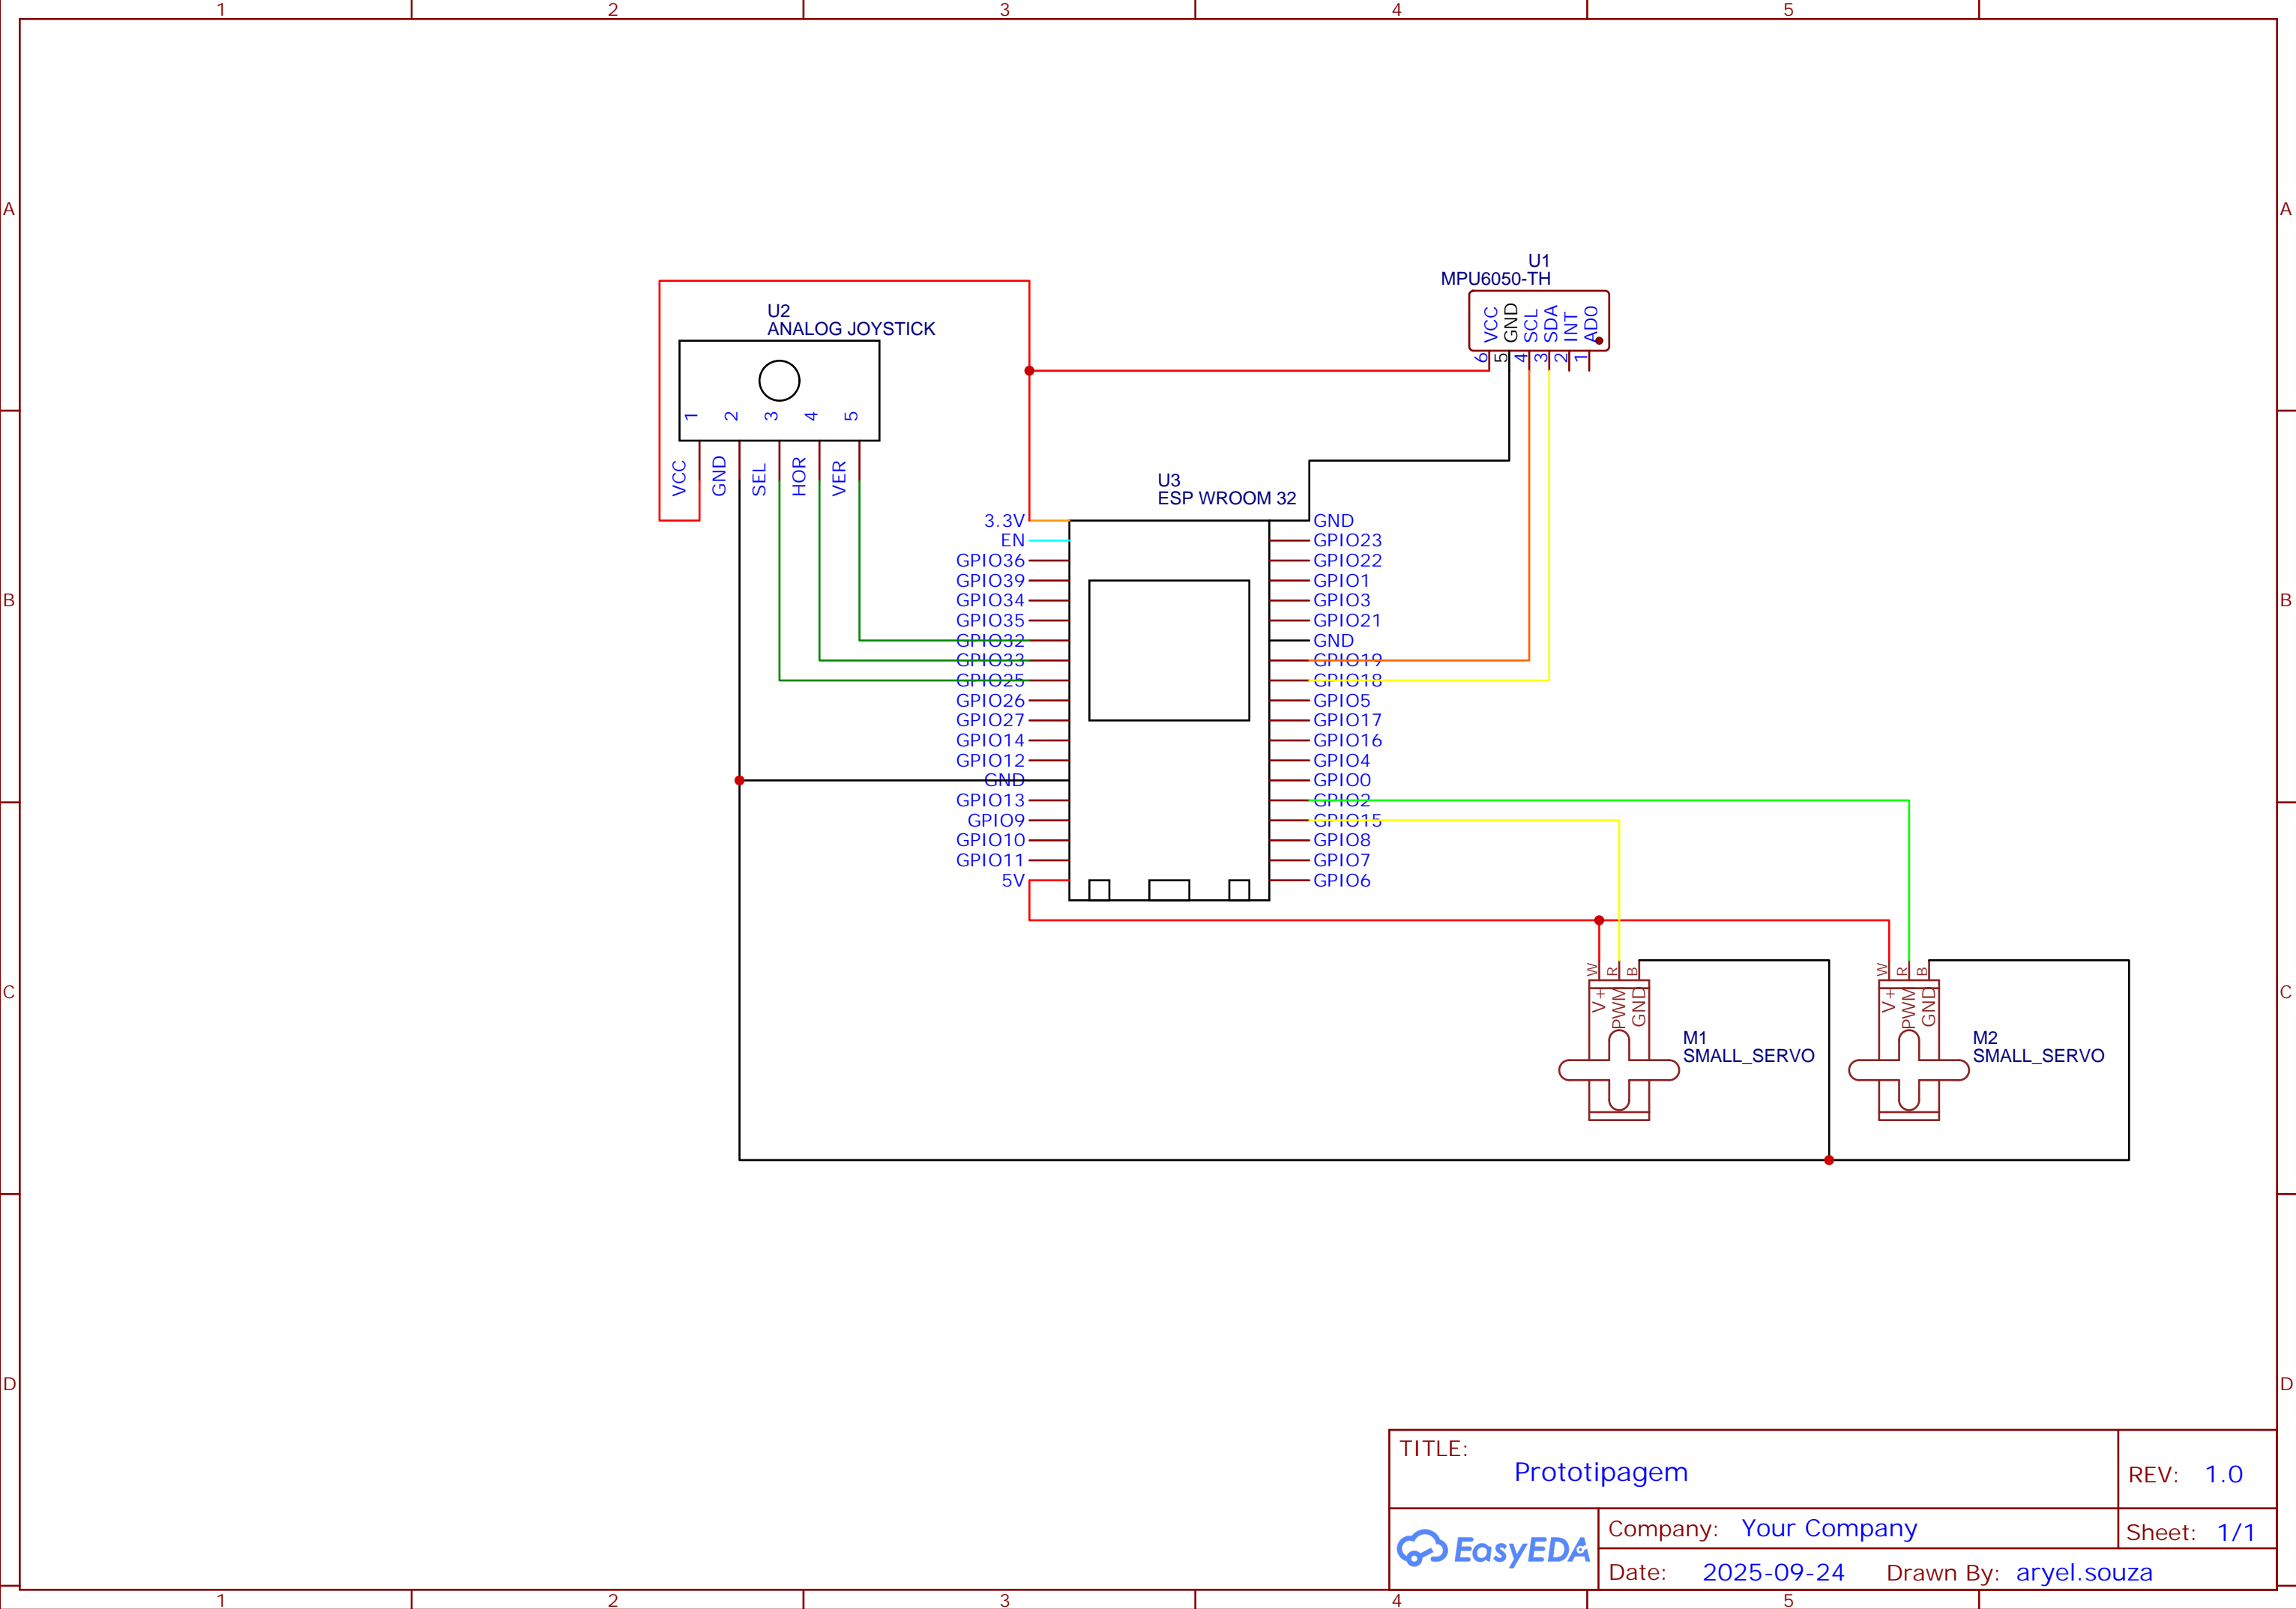 1 2 3 4 5
A A
B B
C C
D D
U2
ANALOG JOYSTICK
1 2 3 4 5
VCC GND SEL HOR VER
U1
MPU6050-TH
VCC GND SCL SDA INT AD0
6 5 4 3 2 1
U3
ESP WROOM 32
3.3V GND
EN GPIO23
GPIO36 GPIO22
GPIO39 GPIO1
GPIO34 GPIO3
GPIO35 GPIO21
GPIO32 GND
GPIO33 GPIO19
GPIO25 GPIO18
GPIO26 GPIO5
GPIO27 GPIO17
GPIO14 GPIO16
GPIO12 GPIO4
GND GPIO0
GPIO13 GPIO2
GPIO9 GPIO15
GPIO10 GPIO8
GPIO11 GPIO7
5V GPIO6
W R B
V+ PWM GND
M1
SMALL_SERVO
W R B
V+ PWM GND
M2
SMALL_SERVO
TITLE:
Prototipagem
REV: 1.0
EasyEDA
Company: Your Company
Sheet: 1/1
Date: 2025-09-24 Drawn By: aryel.souza
1 2 3 4 5